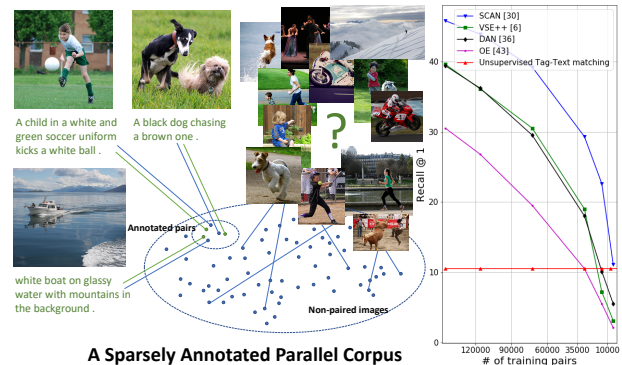 A child in a white and
green soccer uniform
kicks a white ball .
A black dog chasing
a brown one .
?
Annotated pairs
white boat on glassy
water with mountains in
the background .
Non-paired images
A Sparsely Annotated Parallel Corpus
SCAN [30]
VSE++ [6]
DAN [36]
OE [43]
Unsupervised Tag-Text matching
Recall @ 1
40
30
20
10
0
120000 90000 60000 35000 10000
# of training pairs